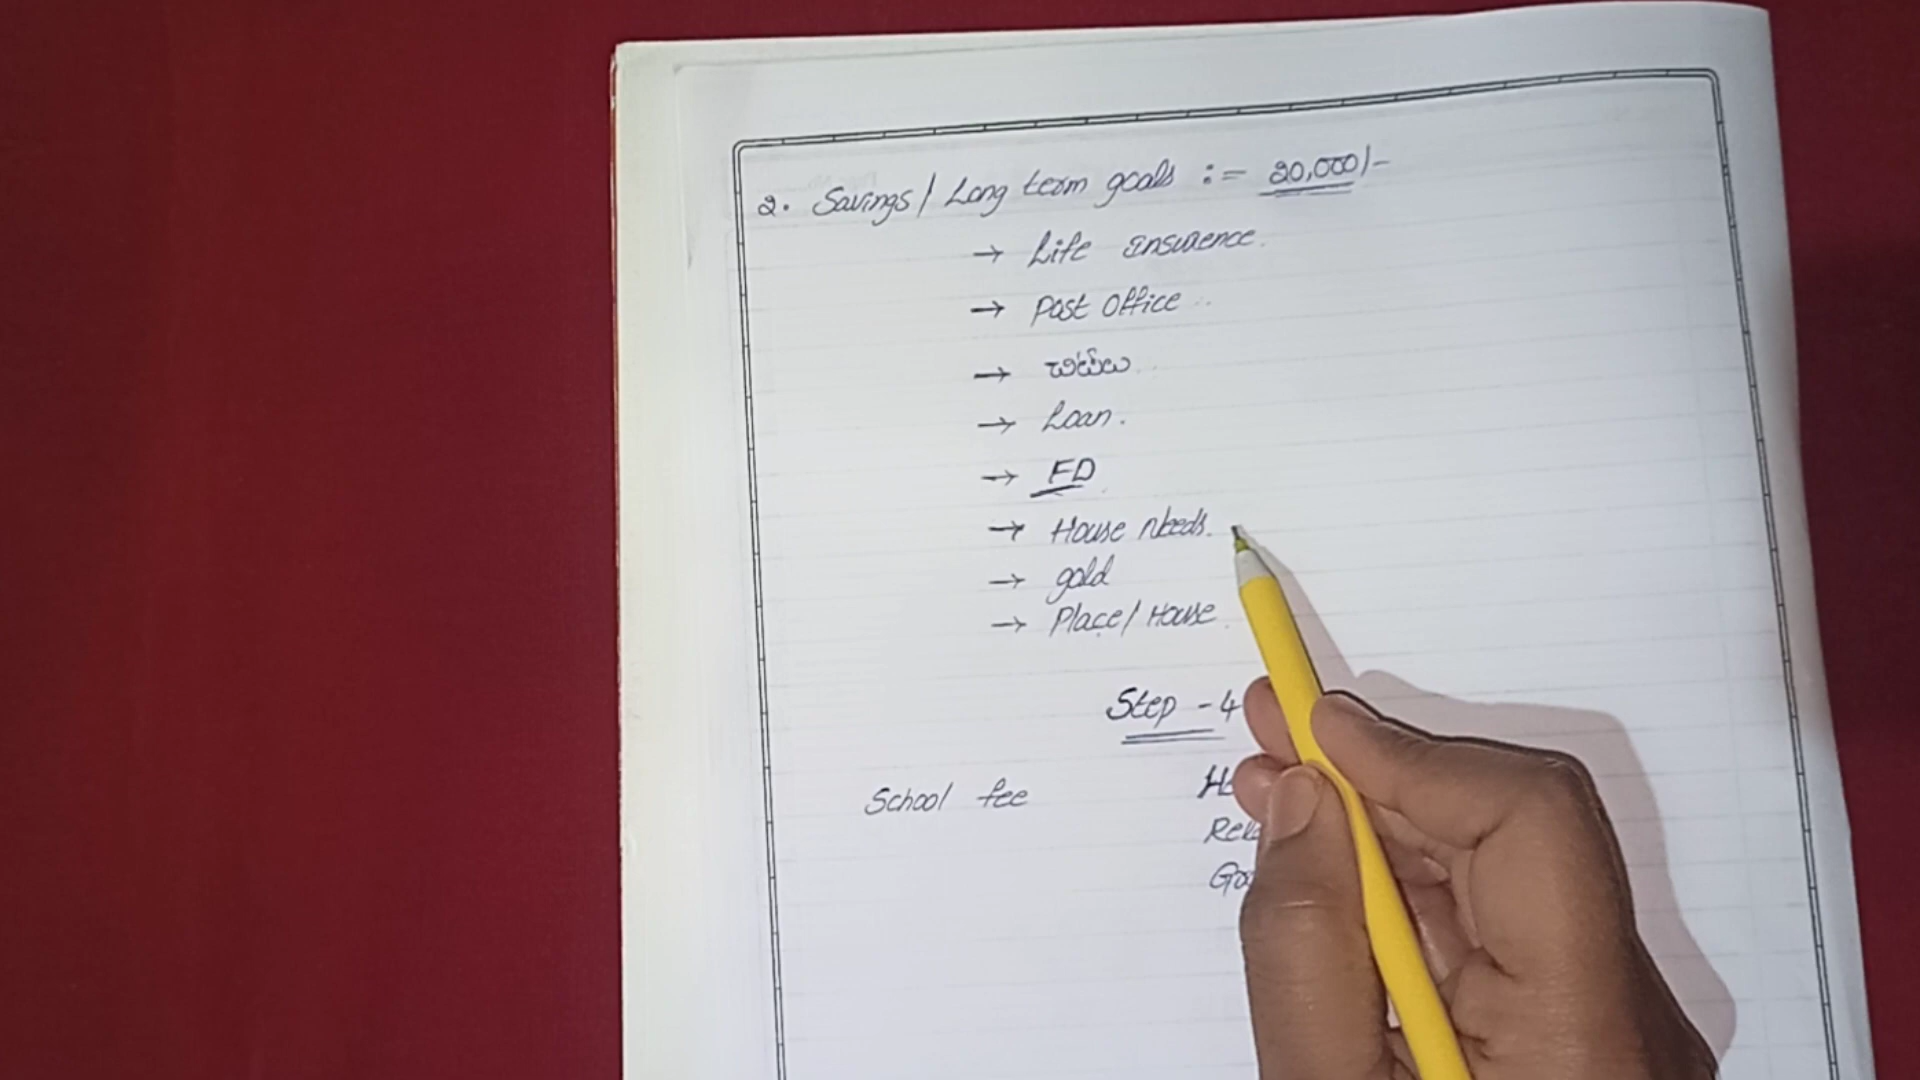 2. Savings/ Long term goals :- 20,000/-
→ Life insurence.
→ Post Office
→ చిట్టీలు
→ Loan.
→ FD
→ House Needs.
→ gold
→ Place/ House.
Step - 4
School fee